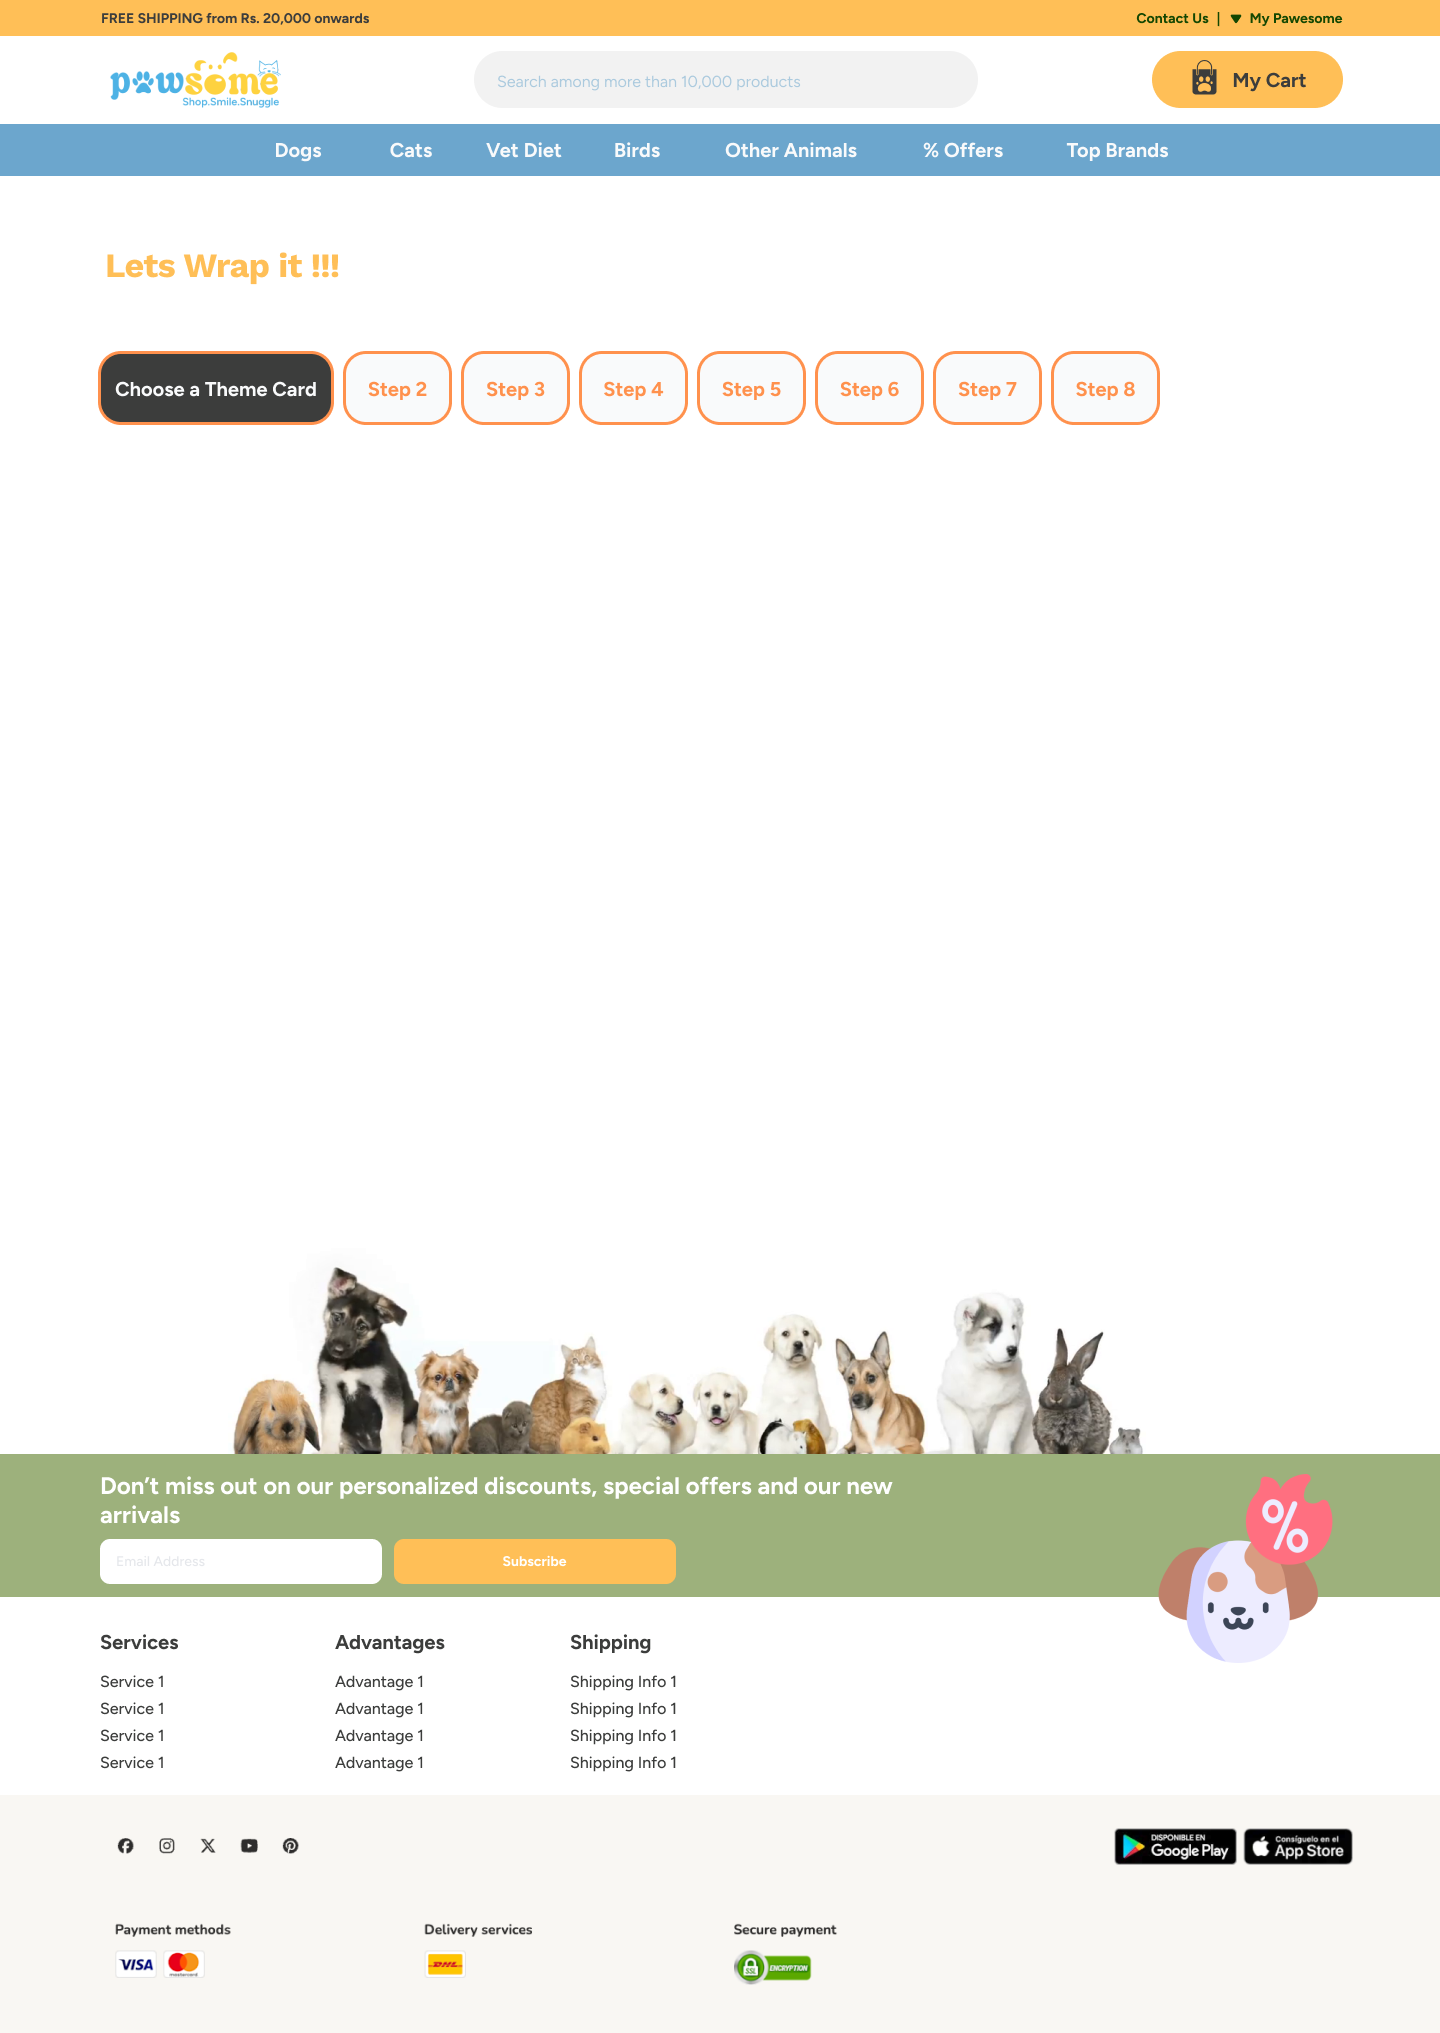 FREE SHIPPING from Rs. 20,000 onwards
Contact Us | My Pawesome
pawsome
Shop.Smile.Snuggle
Search among more than 10,000 products
My Cart
Dogs Cats Vet Diet Birds Other Animals % Offers Top Brands
Lets Wrap it !!!
Choose a Theme Card Step 2 Step 3 Step 4 Step 5 Step 6 Step 7 Step 8
Don’t miss out on our personalized discounts, special offers and our new
arrivals
%
Email Address Subscribe
Services Advantages Shipping
Service 1 Advantage 1 Shipping Info 1
Service 1 Advantage 1 Shipping Info 1
Service 1 Advantage 1 Shipping Info 1
Service 1 Advantage 1 Shipping Info 1
DISPONIBLE EN
Google Play
Consíguelo en el
App Store
Payment methods Delivery services Secure payment
VISA mastercard DHL SSL ENCRYPTION